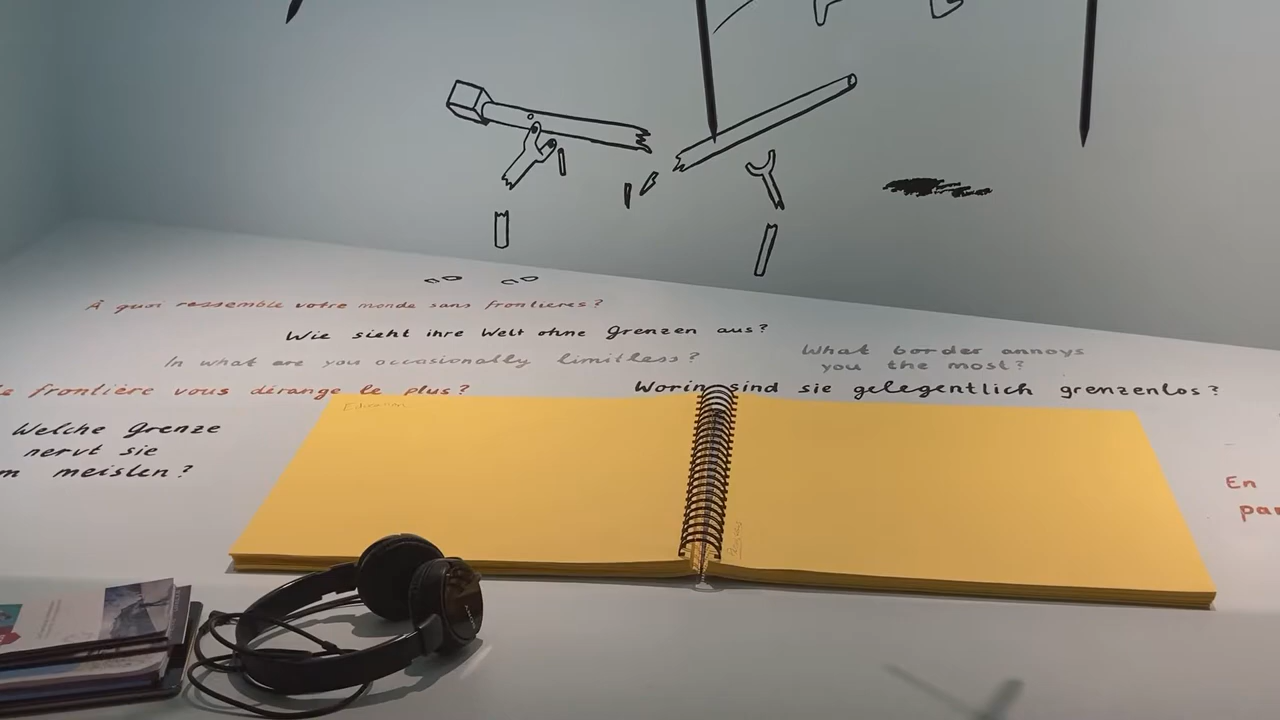 À quoi ressemble votre monde sans frontières?
Wie sieht ihre Welt ohne Grenzen aus?
In what are you occasionally limitless?
What border annoys
you the most?
frontière vous dérange le plus?
Worin sind sie gelegentlich grenzenlos?
Welche Grenze
nervt sie
meisten?
Education
En